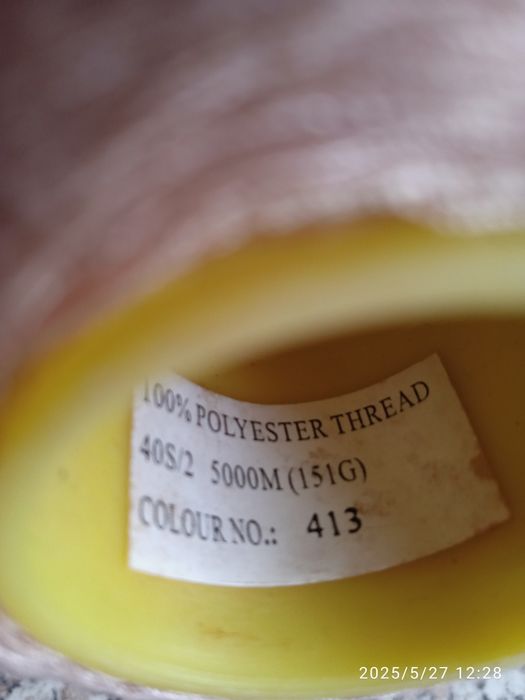 100% POLYESTER THREAD
40S/2 5000M (151G)
COLOUR NO.: 413
2025/5/27 12:28